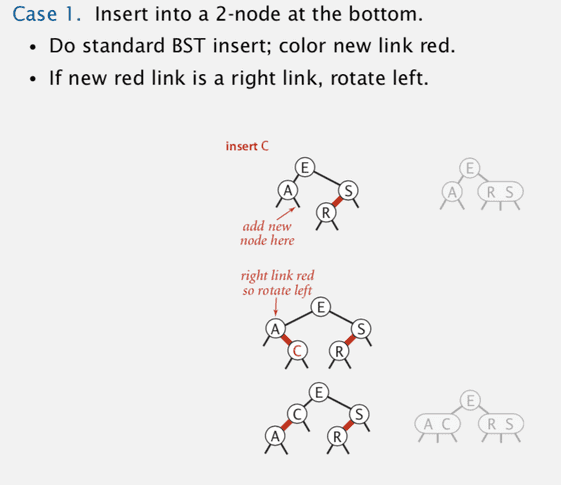 Case 1. Insert into a 2-node at the bottom.
• Do standard BST insert; color new link red.
• If new red link is a right link, rotate left.
insert C
E
A S
R
add new
node here
E
A R S
right link red
so rotate left
E
A S
C R
E
C S
A R
E
A C R S